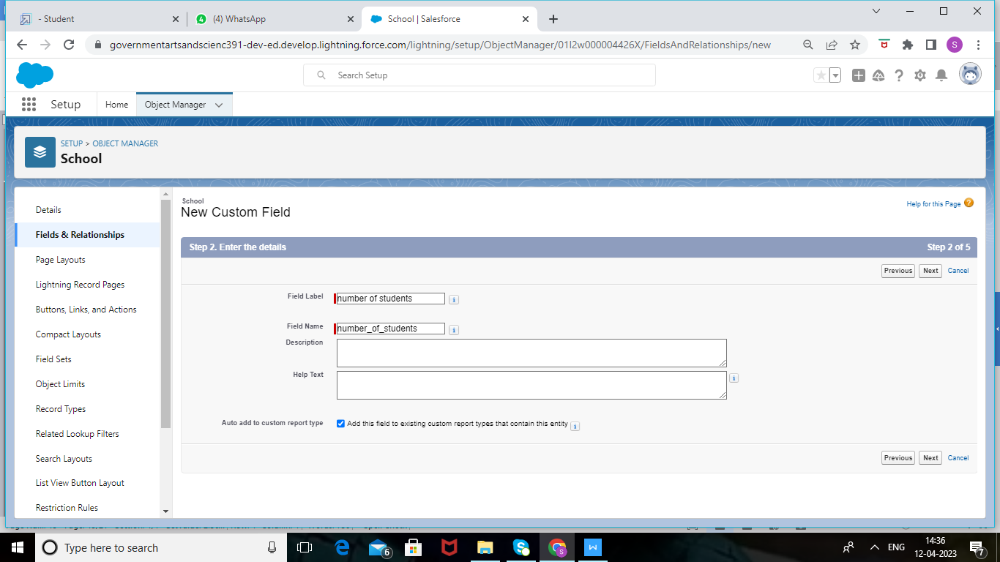 - Student
(4) WhatsApp
School | Salesforce
governmentartsandscienc391-dev-ed.develop.lightning.force.com/lightning/setup/ObjectManager/01I2w000004426X/FieldsAndRelationships/new
S
Search Setup
Setup
Home
Object Manager
SETUP > OBJECT MANAGER
School
Details
Fields & Relationships
Page Layouts
Lightning Record Pages
Buttons, Links, and Actions
Compact Layouts
Field Sets
Object Limits
Record Types
Related Lookup Filters
Search Layouts
List View Button Layout
Restriction Rules
School
New Custom Field
Help for this Page
Step 2. Enter the details
Step 2 of 5
Previous
Next
Cancel
Field Label
number of students
Field Name
number_of_students
Description
Help Text
Auto add to custom report type
Add this field to existing custom report types that contain this entity
Previous
Next
Cancel
Type here to search
6
S
W
ENG
14:36
12-04-2023
7